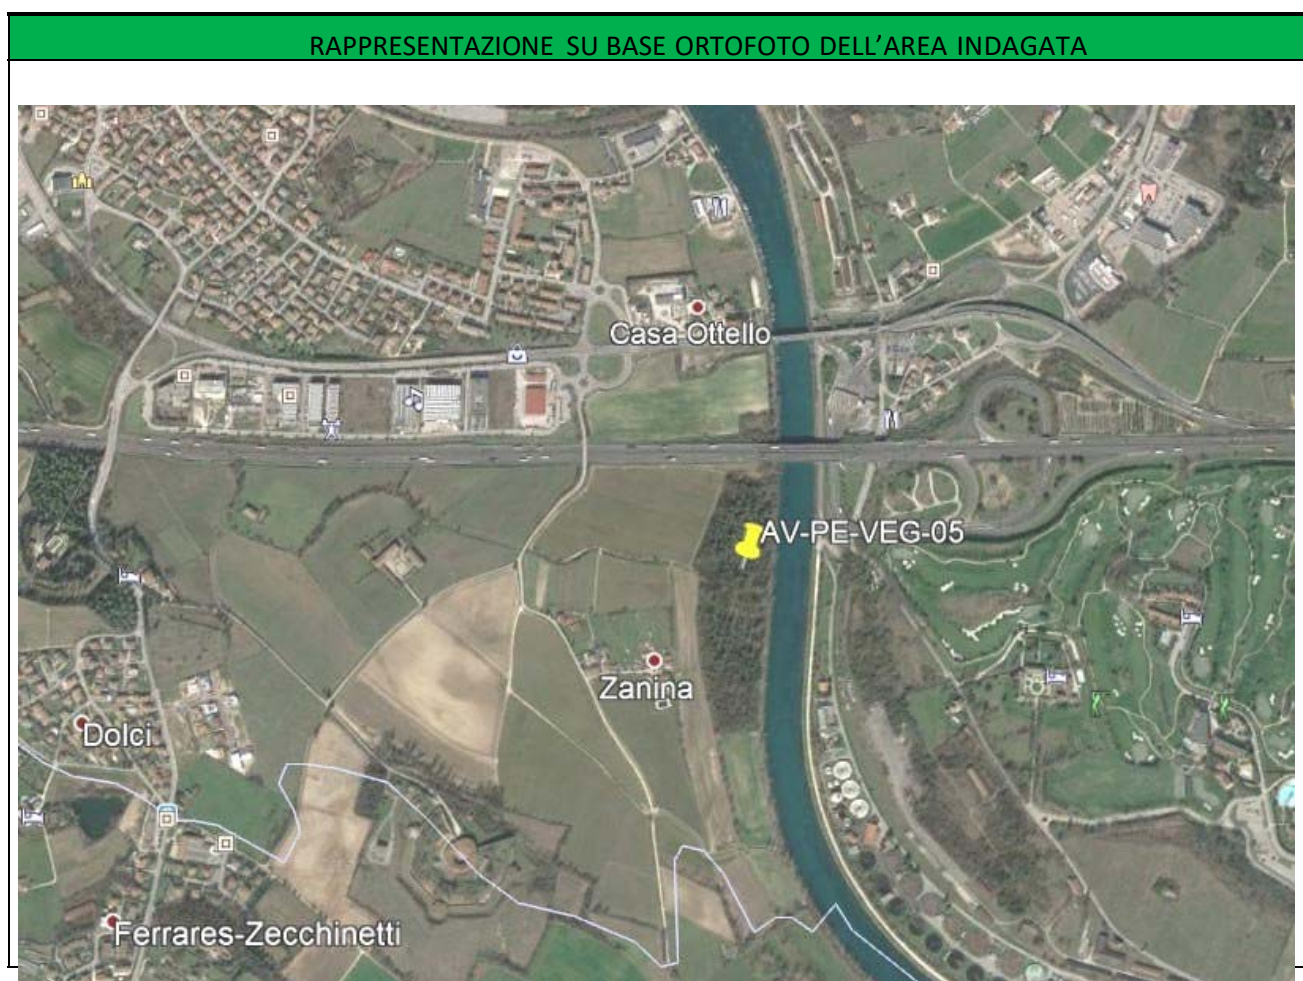 RAPPRESENTAZIONE SU BASE ORTOFOTO DELL'AREA INDAGATA
Casa Ottello
AV-PE-VEG-05
Zanina
Dolci
Ferrares-Zecchinetti